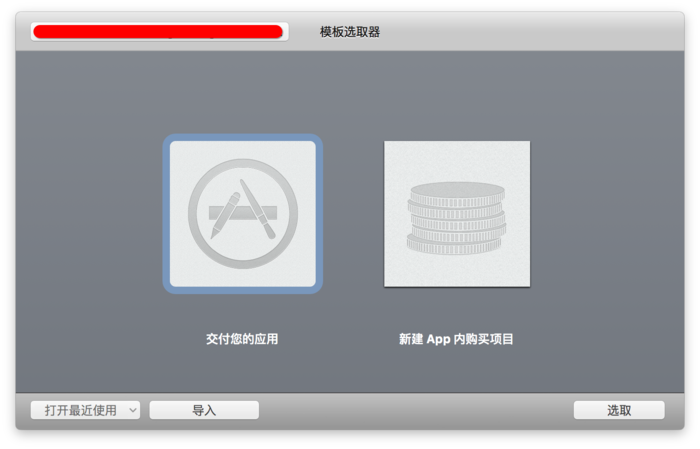 模板选取器
交付您的应用
新建 App 内购买项目
打开最近使用
导入
选取